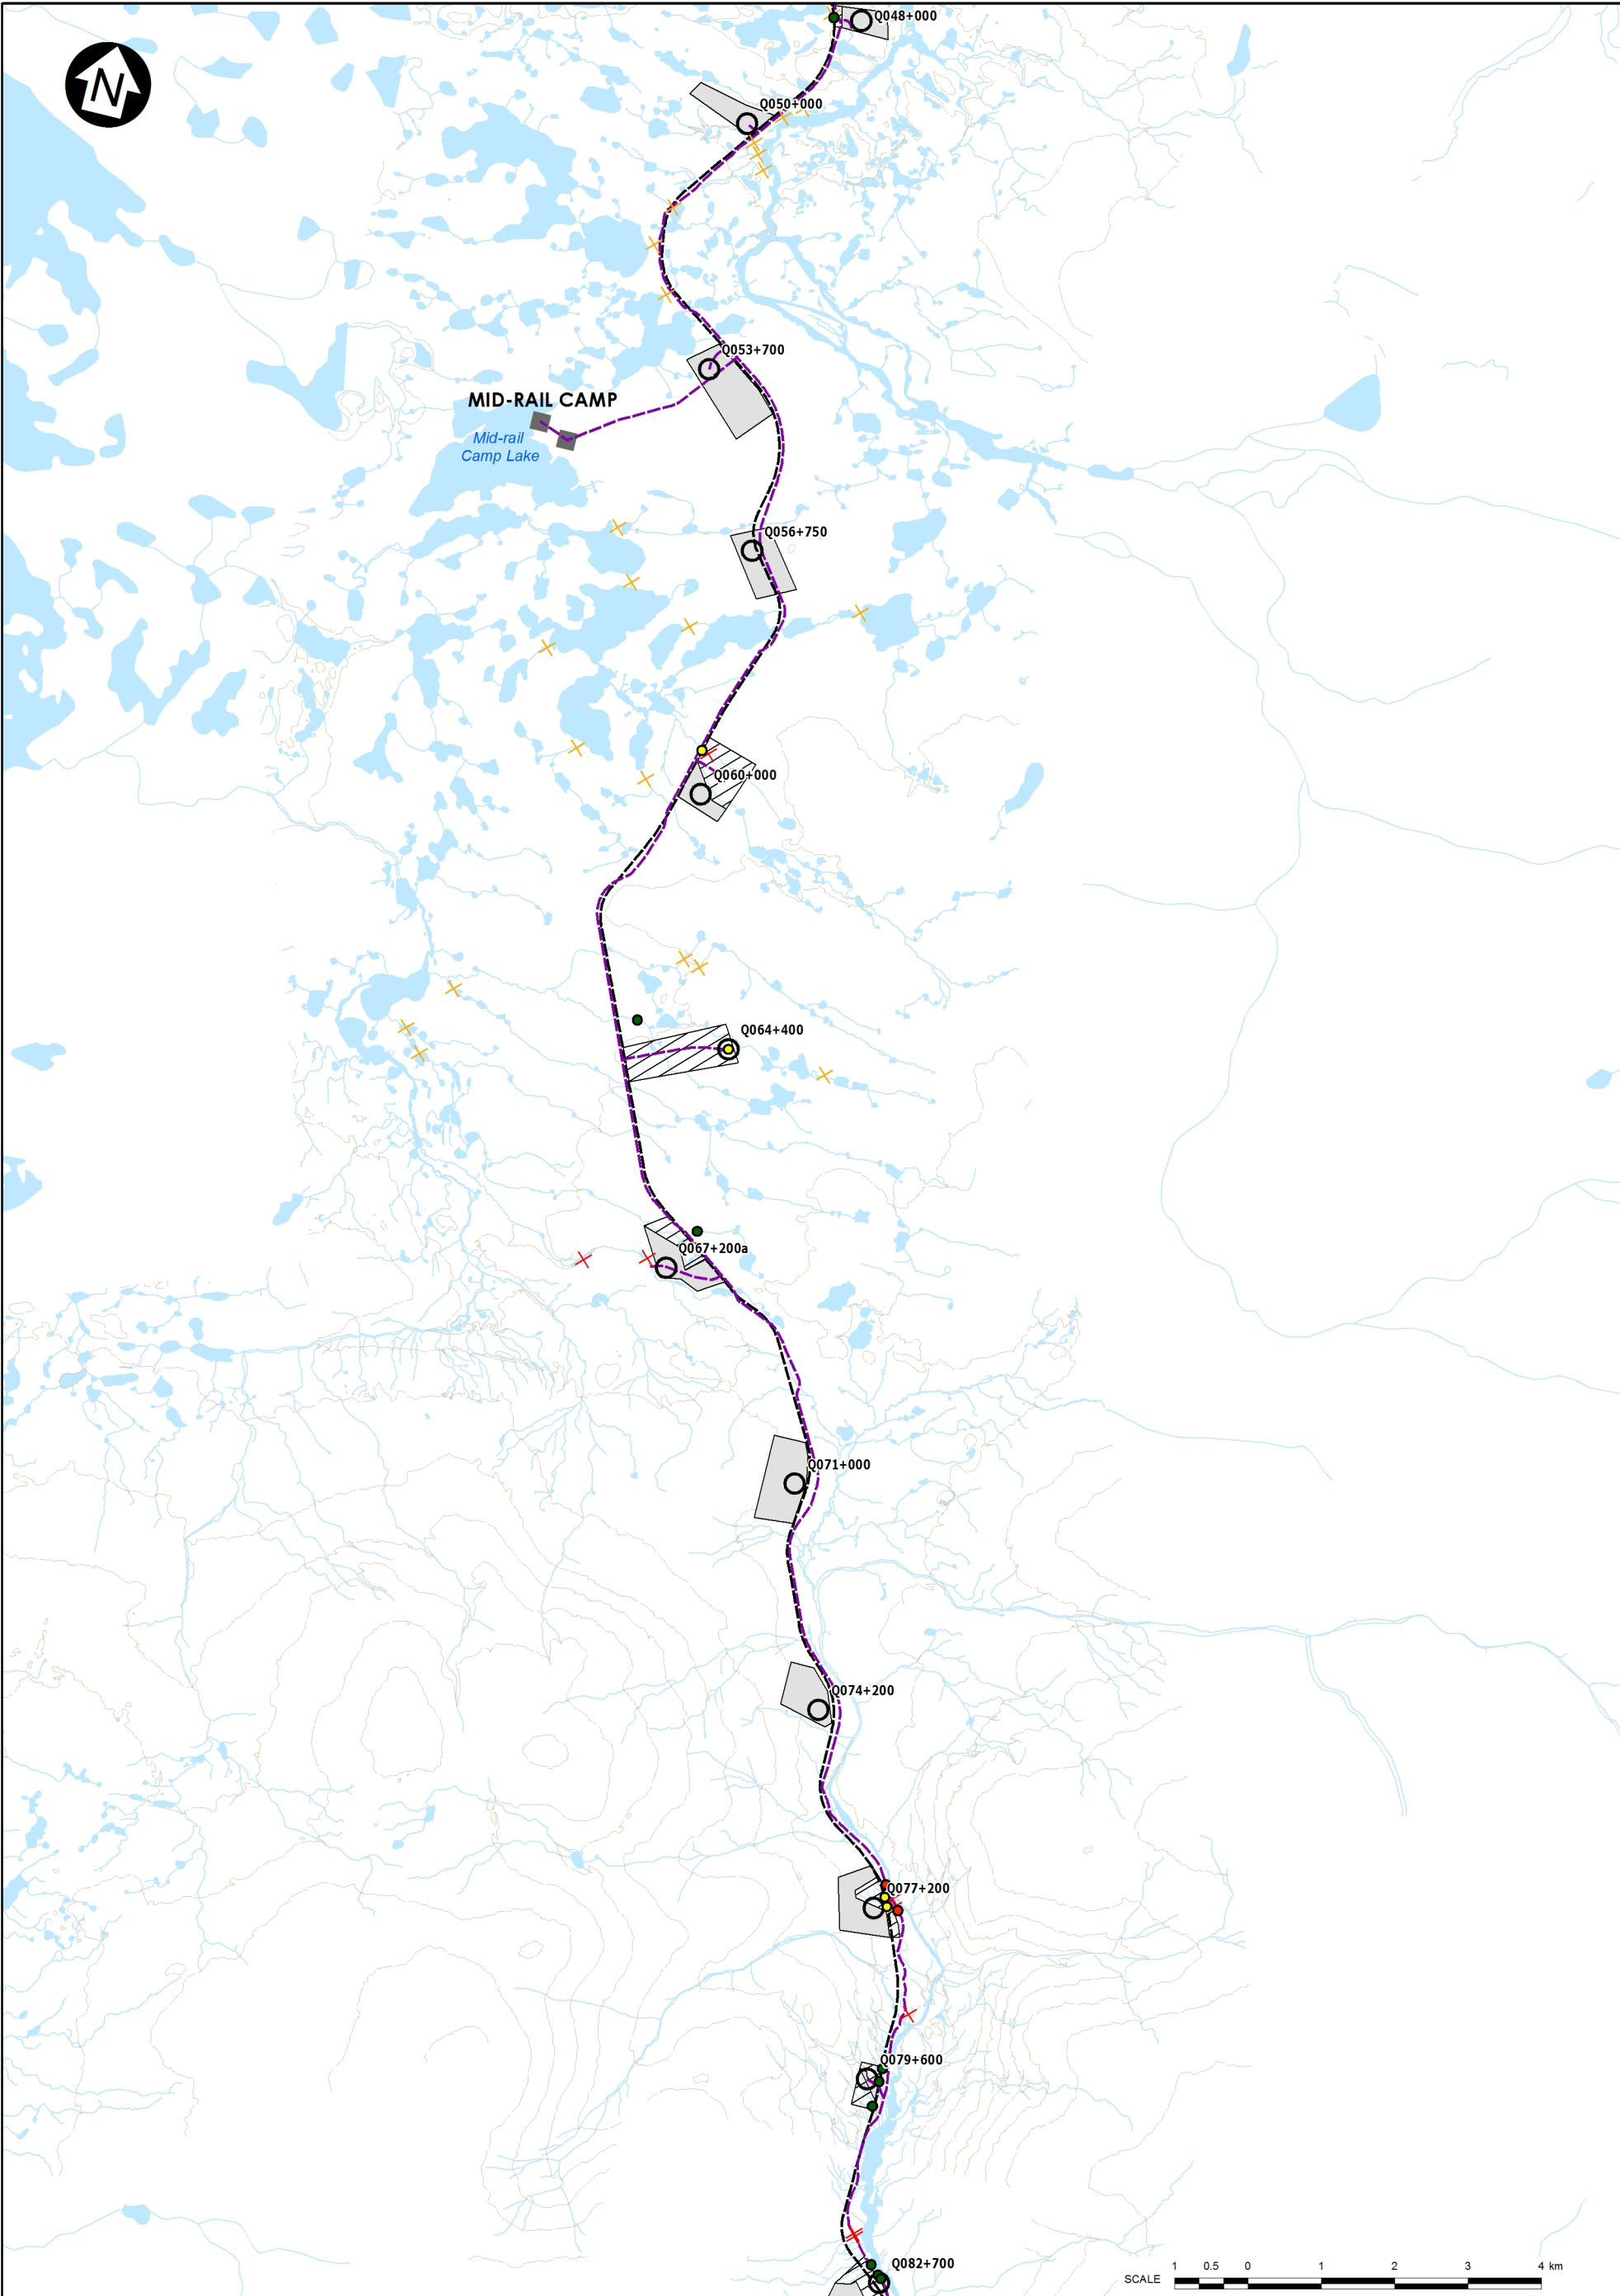 Q048+000
N
Q050+000
Q053+700
MID-RAIL CAMP
Mid-rail
Camp Lake
Q056+750
Q060+000
Q064+400
Q067+200a
Q071+000
Q074+200
Q077+200
Q079+600
Q082+700
1 0.5 0 1 2 3 4 km
SCALE